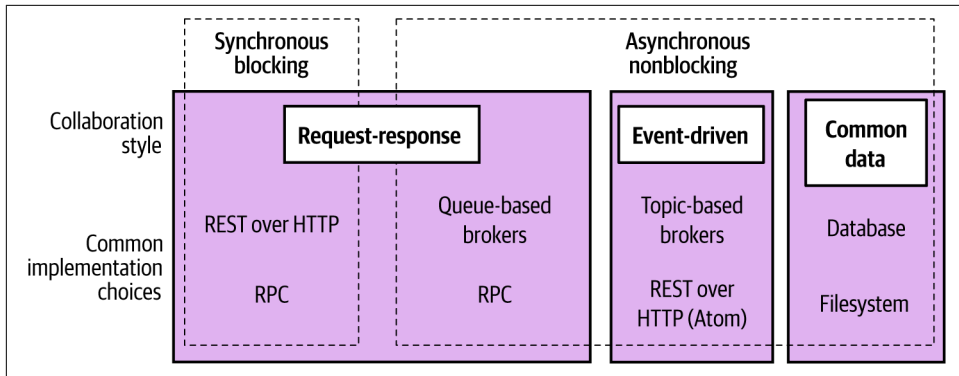 Synchronous
blocking
Asynchronous
nonblocking
Collaboration
style
Request-response
Event-driven
Common
data
Common
implementation
choices
REST over HTTP
RPC
Queue-based
brokers
RPC
Topic-based
brokers
REST over
HTTP (Atom)
Database
Filesystem